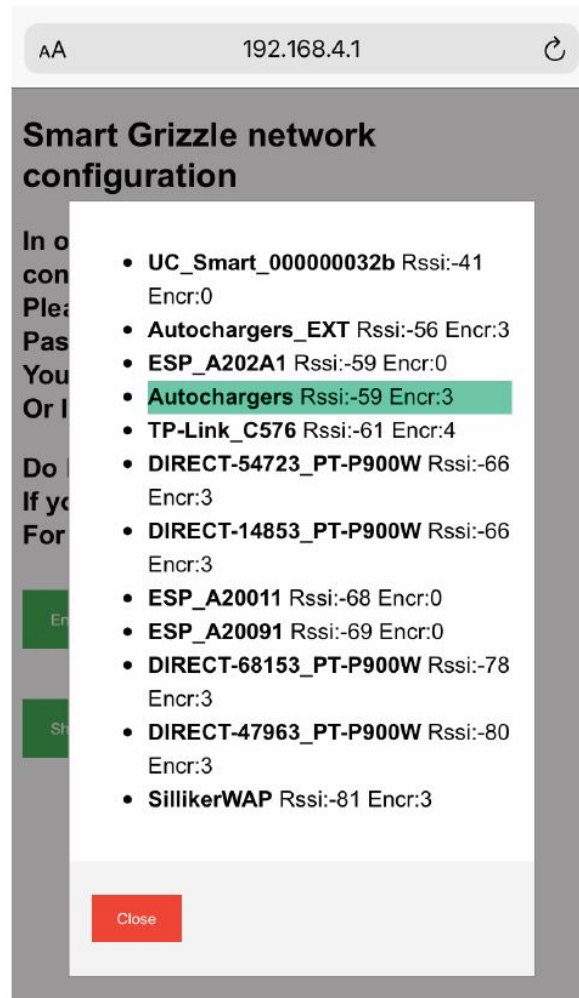 AA 192.168.4.1
Smart Grizzle network
configuration
In o
con
Plea
Pas
You
Or I
Do
If yo
For
UC_Smart_000000032b Rssi:-41
Encr:0
Autochargers_EXT Rssi:-56 Encr:3
ESP_A202A1 Rssi:-59 Encr:0
Autochargers Rssi:-59 Encr:3
TP-Link_C576 Rssi:-61 Encr:4
DIRECT-54723_PT-P900W Rssi:-66
Encr:3
DIRECT-14853_PT-P900W Rssi:-66
Encr:3
ESP_A20011 Rssi:-68 Encr:0
ESP_A20091 Rssi:-69 Encr:0
DIRECT-68153_PT-P900W Rssi:-78
Encr:3
DIRECT-47963_PT-P900W Rssi:-80
Encr:3
SillikerWAP Rssi:-81 Encr:3
En
Sh
Close